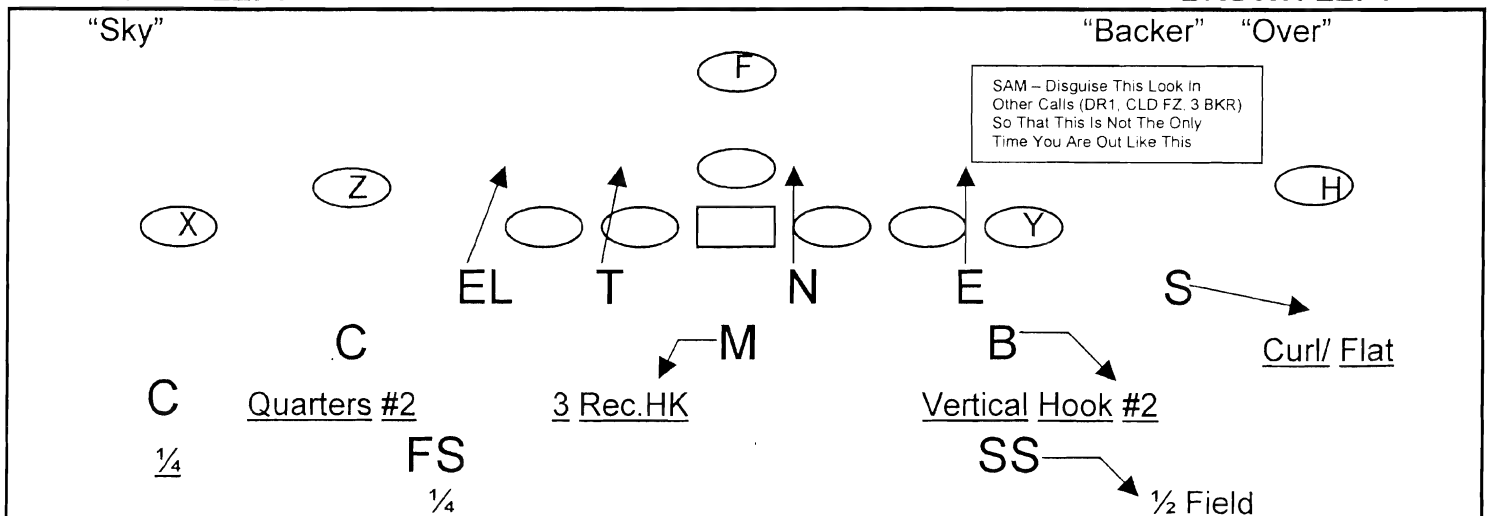 “Sky” “Backer” “Over”
F
SAM – Disguise This Look In
Other Calls (DR1, CLD FZ, 3 BKR)
So That This Is Not The Only
Time You Are Out Like This
Z H
X Y
EL T N E S
C M B Curl/ Flat
C Quarters #2 3 Rec.HK Vertical Hook #2
¼ FS SS
¼ ½ Field